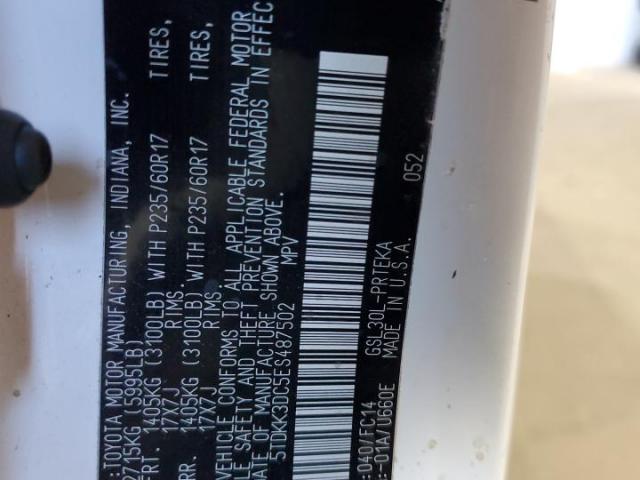 :TOYOTA MOTOR MANUFACTURING, INDIANA, INC.
2715KG (5995LB)
FRT. 1405KG (3100LB) WITH P235/60R17 TIRES,
17X7J RIMS.
RR. 1405KG (3100LB) WITH P235/60R17 TIRES,
17X7J RIMS.
VEHICLE CONFORMS TO ALL APPLICABLE FEDERAL MOTOR
LE SAFETY AND THEFT PREVENTION STANDARDS IN EFFEC
DATE OF MANUFACTURE SHOWN ABOVE.
5TDKK3DC5ES487502 MPV
052
:040/FC14 GSL30L-PRTEKA
:-01A/U660E MADE IN U.S.A.